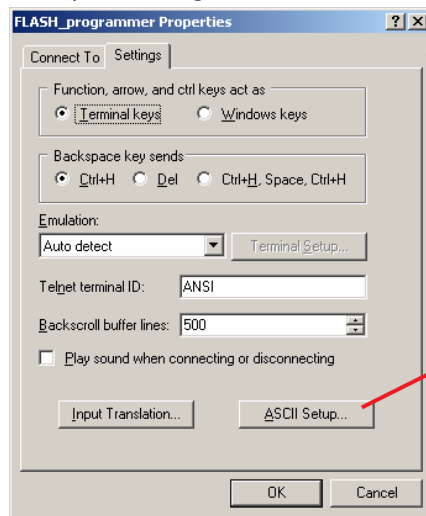 FLASH_programmer Properties
Connect To Settings
Function, arrow, and ctrl keys act as
Terminal keys Windows keys
Backspace key sends
Ctrl+H Del Ctrl+H, Space, Ctrl+H
Emulation:
Auto detect Terminal Setup...
Telnet terminal ID: ANSI
Backscroll buffer lines: 500
Play sound when connecting or disconnecting
Input Translation... ASCII Setup...
OK Cancel